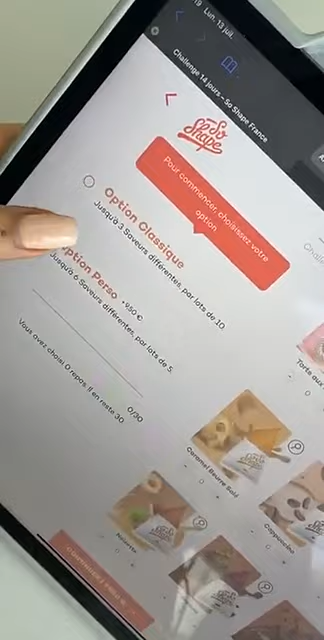 Lun. 13 juil.
Challenge 14 jours – So Shape France
So
Shape
Pour commencer, choisissez votre
option
Option Classique
Jusqu'à 3 Saveurs différentes, par lots de 10
Option Perso
Jusqu'à 6 Saveurs différentes, par lots de 5
0/30
Vous avez choisi 0 repas, il en reste 30
Tarte aux
Caramel Beurre Salé
Cappuccino
Noisette